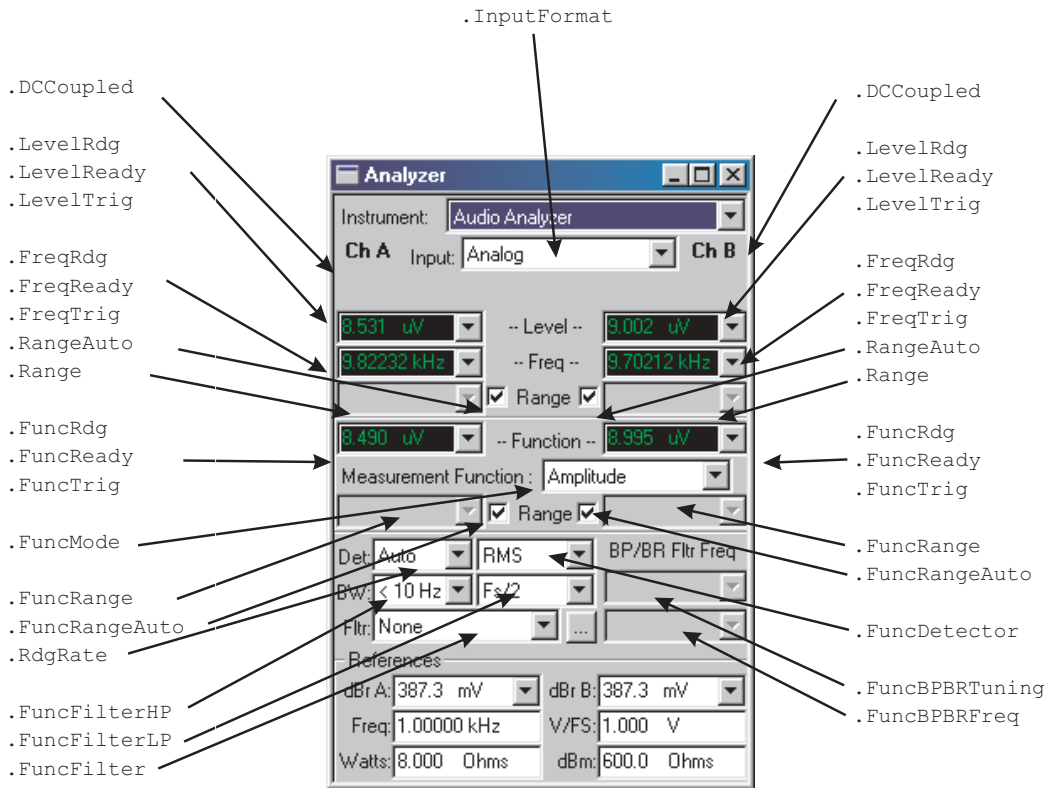 .InputFormat
.DCCoupled
.LevelRdg
.LevelReady
.LevelTrig
.FreqRdg
.FreqReady
.FreqTrig
.RangeAuto
.Range
.FuncRdg
.FuncReady
.FuncTrig
.FuncMode
.FuncRange
.FuncRangeAuto
.RdgRate
.FuncFilterHP
.FuncFilterLP
.FuncFilter
Analyzer
Instrument: Audio Analyzer
Ch A Input: Analog Ch B
8.531 uV -- Level -- 9.002 uV
9.82232 kHz -- Freq -- 9.70212 kHz
Range
8.490 uV -- Function -- 8.995 uV
Measurement Function : Amplitude
Range
Det: Auto RMS BP/BR Fltr Freq
BW: < 10 Hz Fs/2
Fltr: None ...
References
dBr A: 387.3 mV dBr B: 387.3 mV
Freq: 1.00000 kHz V/FS: 1.000 V
Watts: 8.000 Ohms dBm: 600.0 Ohms
.DCCoupled
.LevelRdg
.LevelReady
.LevelTrig
.FreqRdg
.FreqReady
.FreqTrig
.RangeAuto
.Range
.FuncRdg
.FuncReady
.FuncTrig
.FuncRange
.FuncRangeAuto
.FuncDetector
.FuncBPBRTuning
.FuncBPBRFreq